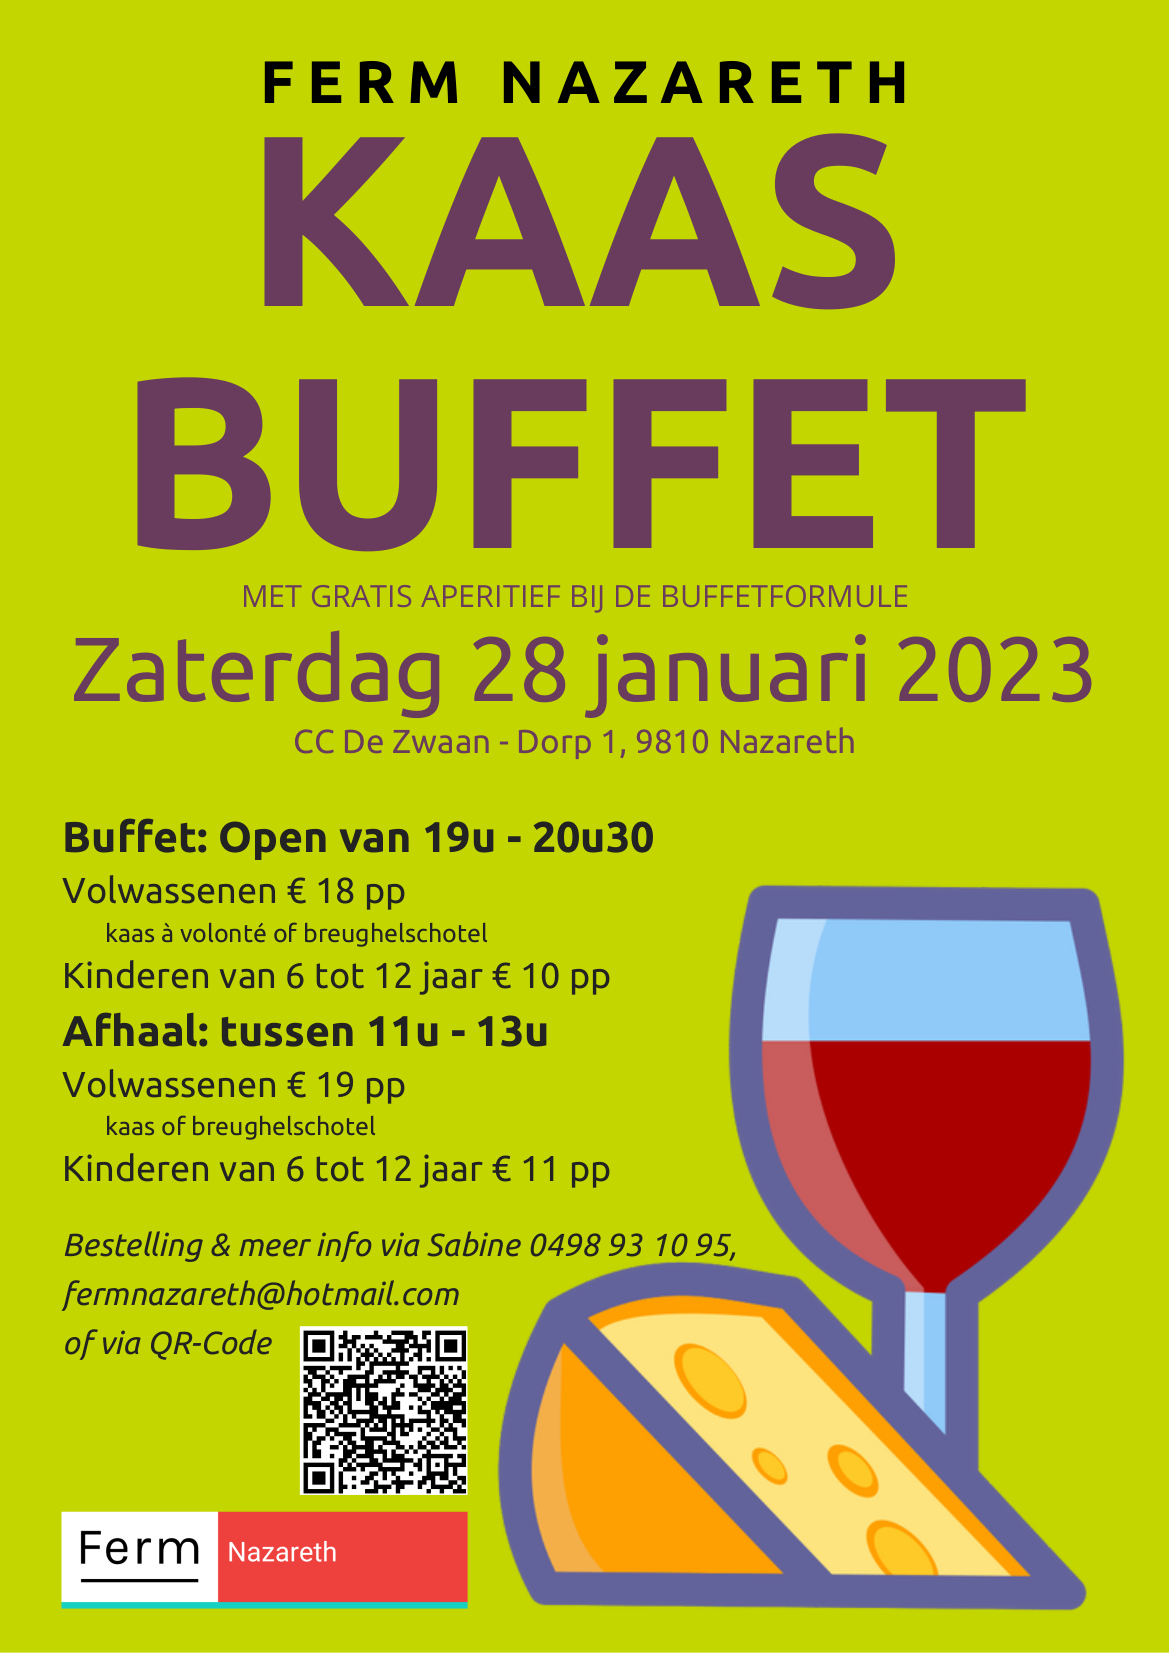 FERM NAZARETH
KAAS
BUFFET
MET GRATIS APERITIEF BIJ DE BUFFETFORMULE
Zaterdag 28 januari 2023
CC De Zwaan - Dorp 1, 9810 Nazareth
Buffet: Open van 19u - 20u30
Volwassenen € 18 pp
kaas à volonté of breughelschotel
Kinderen van 6 tot 12 jaar € 10 pp
Afhaal: tussen 11u - 13u
Volwassenen € 19 pp
kaas of breughelschotel
Kinderen van 6 tot 12 jaar € 11 pp
Bestelling & meer info via Sabine 0498 93 10 95,
fermnazareth@hotmail.com
of via QR-Code
Ferm Nazareth